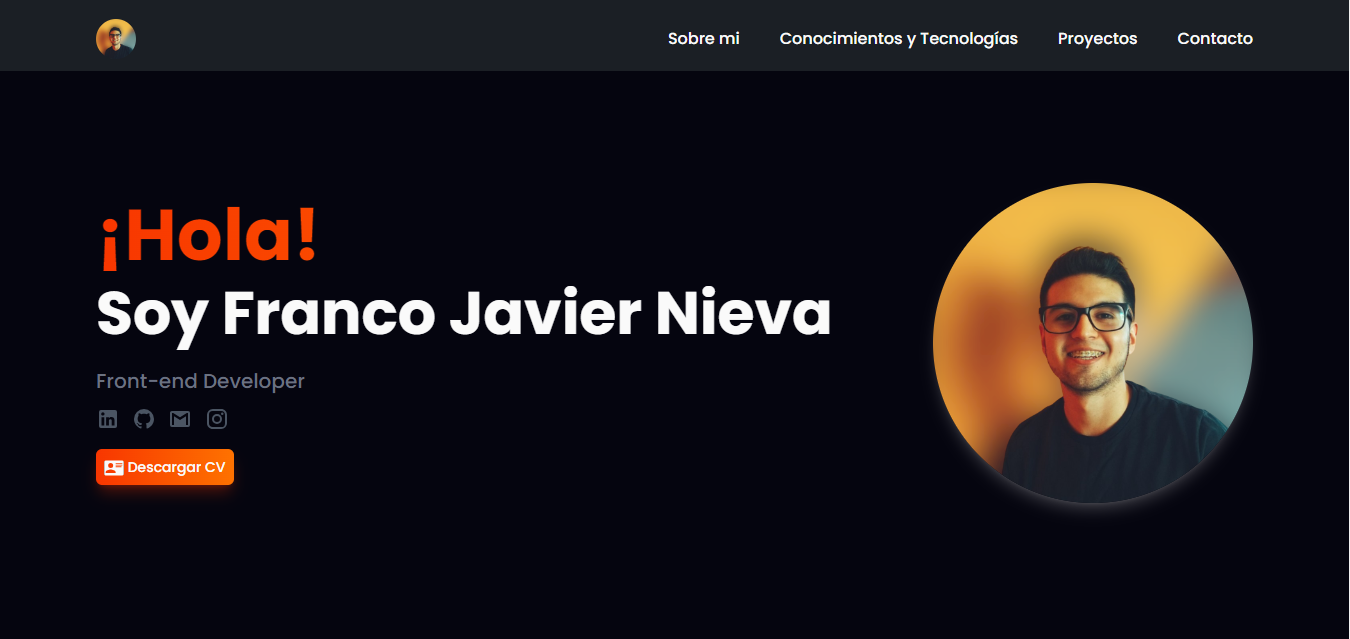 Sobre mi
Conocimientos y Tecnologías
Proyectos
Contacto
¡Hola!
Soy Franco Javier Nieva
Front-end Developer
Descargar CV